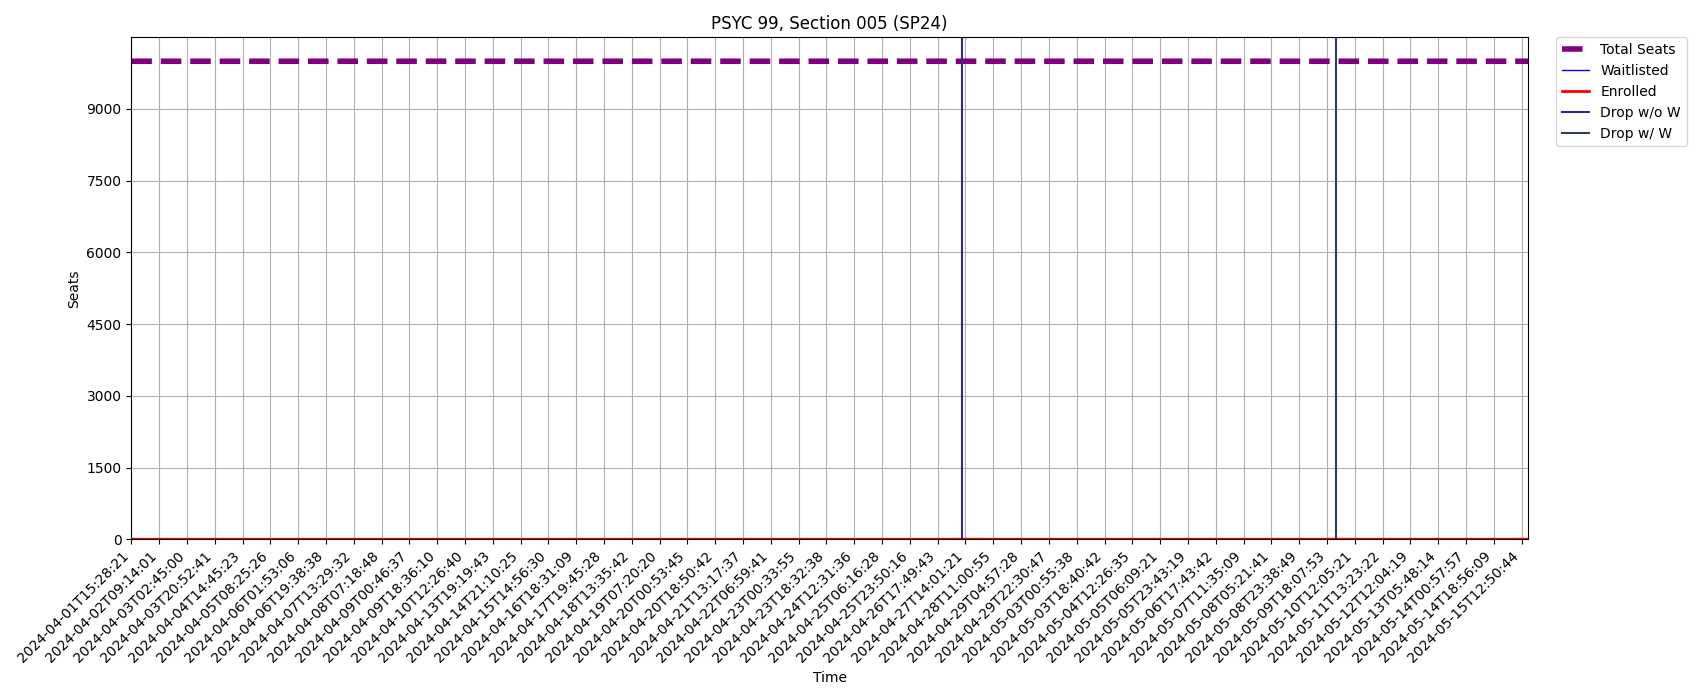 PSYC 99, Section 005 (SP24)
Total Seats
Waitlisted
Enrolled
Drop w/o W
Drop w/ W
Seats
9000
7500
6000
4500
3000
1500
0
2024-04-01T15:28:21
2024-04-02T09:14:01
2024-04-03T02:45:00
2024-04-03T20:52:41
2024-04-04T14:45:23
2024-04-05T08:25:26
2024-04-06T01:53:06
2024-04-06T19:38:38
2024-04-07T13:29:32
2024-04-08T07:18:48
2024-04-09T00:46:37
2024-04-09T18:36:10
2024-04-10T12:26:40
2024-04-13T19:19:43
2024-04-14T21:10:25
2024-04-15T14:56:30
2024-04-16T18:31:09
2024-04-17T19:45:28
2024-04-18T13:35:42
2024-04-19T07:20:20
2024-04-20T00:53:45
2024-04-20T18:50:42
2024-04-21T13:17:37
2024-04-22T06:59:41
2024-04-23T00:33:55
2024-04-23T18:32:38
2024-04-24T12:31:36
2024-04-25T06:16:28
2024-04-25T23:50:16
2024-04-26T17:49:43
2024-04-27T14:01:21
2024-04-28T11:00:55
2024-04-29T04:57:28
2024-04-29T22:30:47
2024-05-03T00:55:38
2024-05-03T18:40:42
2024-05-04T12:26:35
2024-05-05T06:09:21
2024-05-05T23:43:19
2024-05-06T17:43:42
2024-05-07T11:35:09
2024-05-08T05:21:41
2024-05-08T23:38:49
2024-05-09T18:07:53
2024-05-10T12:05:21
2024-05-11T13:23:22
2024-05-12T12:04:19
2024-05-13T05:48:14
2024-05-14T00:57:57
2024-05-14T18:56:09
2024-05-15T12:50:44
Time